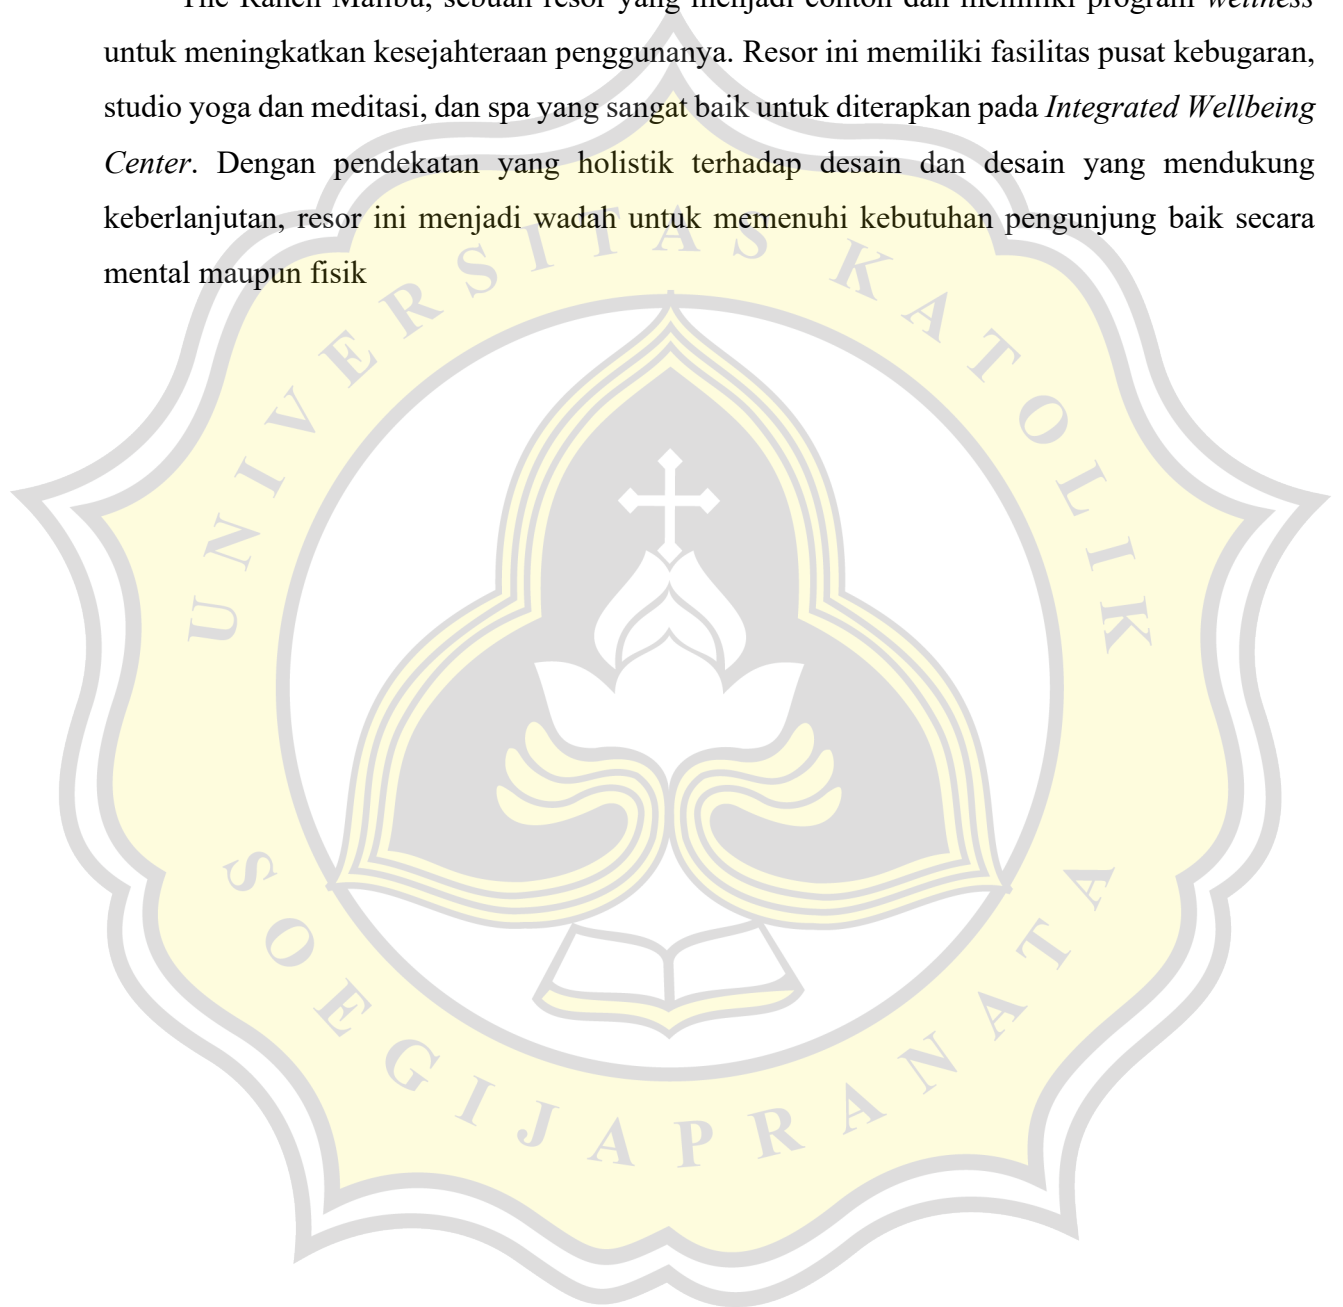 The Ranch Malibu, sebuah resor yang menjadi contoh dan memiliki program wellness
untuk meningkatkan kesejahteraan penggunanya. Resor ini memiliki fasilitas pusat kebugaran,
studio yoga dan meditasi, dan spa yang sangat baik untuk diterapkan pada Integrated Wellbeing
Center. Dengan pendekatan yang holistik terhadap desain dan desain yang mendukung
keberlanjutan, resor ini menjadi wadah untuk memenuhi kebutuhan pengunjung baik secara
mental maupun fisik
UNIVERSITAS KATOLIK
SOEGIJAPRANATA